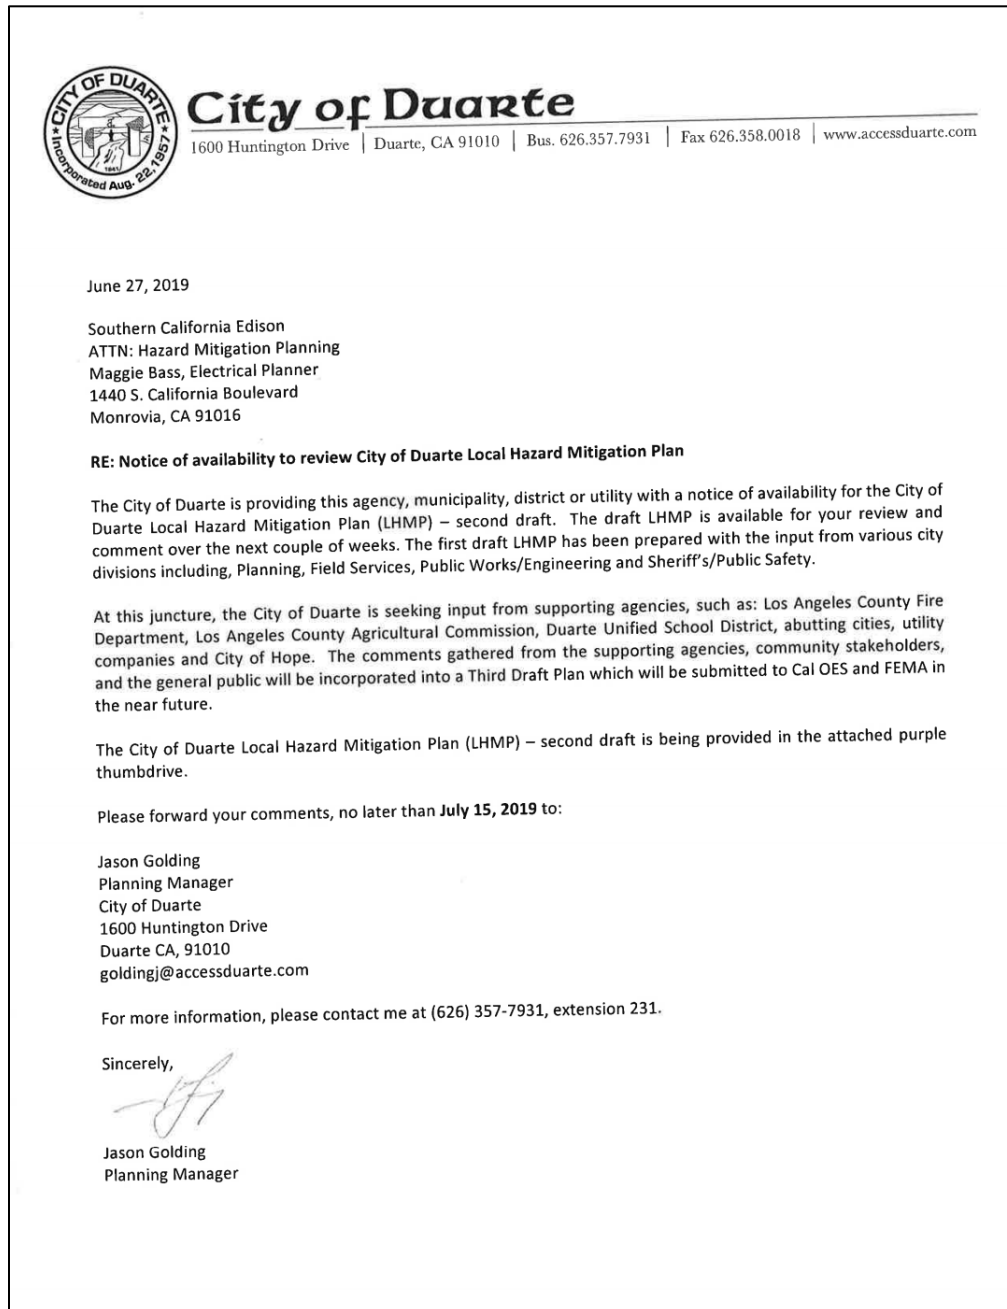 CITY OF DUARTE
Incorporated Aug. 22, 1957
1841
City of Duarte
1600 Huntington Drive | Duarte, CA 91010 | Bus. 626.357.7931 | Fax 626.358.0018 | www.accessduarte.com
June 27, 2019
Southern California Edison
ATTN: Hazard Mitigation Planning
Maggie Bass, Electrical Planner
1440 S. California Boulevard
Monrovia, CA 91016
RE: Notice of availability to review City of Duarte Local Hazard Mitigation Plan
The City of Duarte is providing this agency, municipality, district or utility with a notice of availability for the City of
Duarte Local Hazard Mitigation Plan (LHMP) – second draft. The draft LHMP is available for your review and
comment over the next couple of weeks. The first draft LHMP has been prepared with the input from various city
divisions including, Planning, Field Services, Public Works/Engineering and Sheriff's/Public Safety.
At this juncture, the City of Duarte is seeking input from supporting agencies, such as: Los Angeles County Fire
Department, Los Angeles County Agricultural Commission, Duarte Unified School District, abutting cities, utility
companies and City of Hope. The comments gathered from the supporting agencies, community stakeholders,
and the general public will be incorporated into a Third Draft Plan which will be submitted to Cal OES and FEMA in
the near future.
The City of Duarte Local Hazard Mitigation Plan (LHMP) – second draft is being provided in the attached purple
thumbdrive.
Please forward your comments, no later than July 15, 2019 to:
Jason Golding
Planning Manager
City of Duarte
1600 Huntington Drive
Duarte CA, 91010
goldingj@accessduarte.com
For more information, please contact me at (626) 357-7931, extension 231.
Sincerely,
Jason Golding
Planning Manager